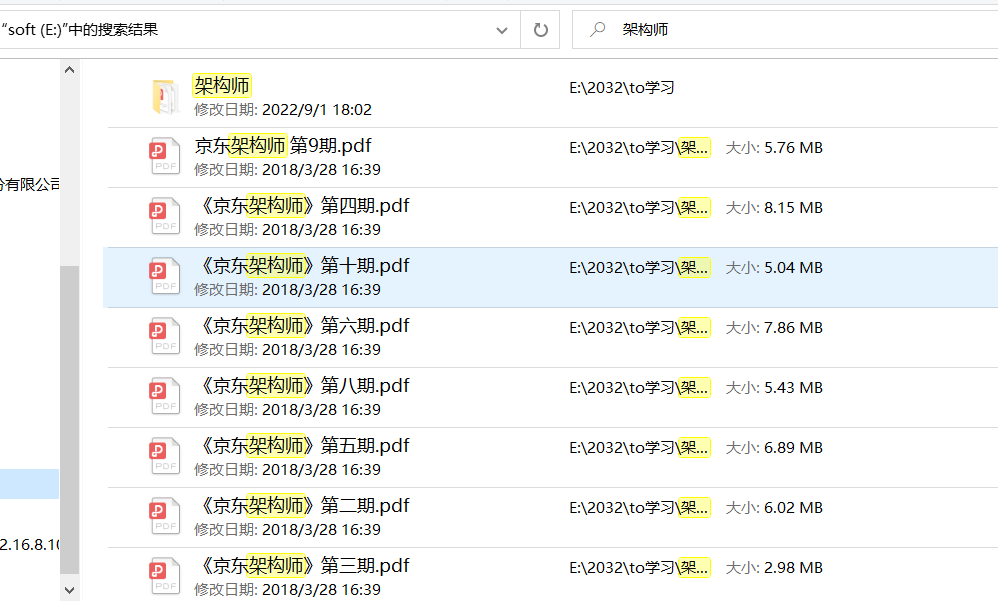 “soft (E:)”中的搜索结果
架构师
架构师
E:\2032\to学习
修改日期: 2022/9/1 18:02
京东架构师 第9期.pdf
E:\2032\to学习\架... 大小: 5.76 MB
修改日期: 2018/3/28 16:39
份有限公司
《京东架构师》第四期.pdf
E:\2032\to学习\架... 大小: 8.15 MB
修改日期: 2018/3/28 16:39
《京东架构师》第十期.pdf
E:\2032\to学习\架... 大小: 5.04 MB
修改日期: 2018/3/28 16:39
《京东架构师》第六期.pdf
E:\2032\to学习\架... 大小: 7.86 MB
修改日期: 2018/3/28 16:39
《京东架构师》第八期.pdf
E:\2032\to学习\架... 大小: 5.43 MB
修改日期: 2018/3/28 16:39
《京东架构师》第五期.pdf
E:\2032\to学习\架... 大小: 6.89 MB
修改日期: 2018/3/28 16:39
《京东架构师》第二期.pdf
E:\2032\to学习\架... 大小: 6.02 MB
修改日期: 2018/3/28 16:39
2.16.8.10
《京东架构师》第三期.pdf
E:\2032\to学习\架... 大小: 2.98 MB
修改日期: 2018/3/28 16:39